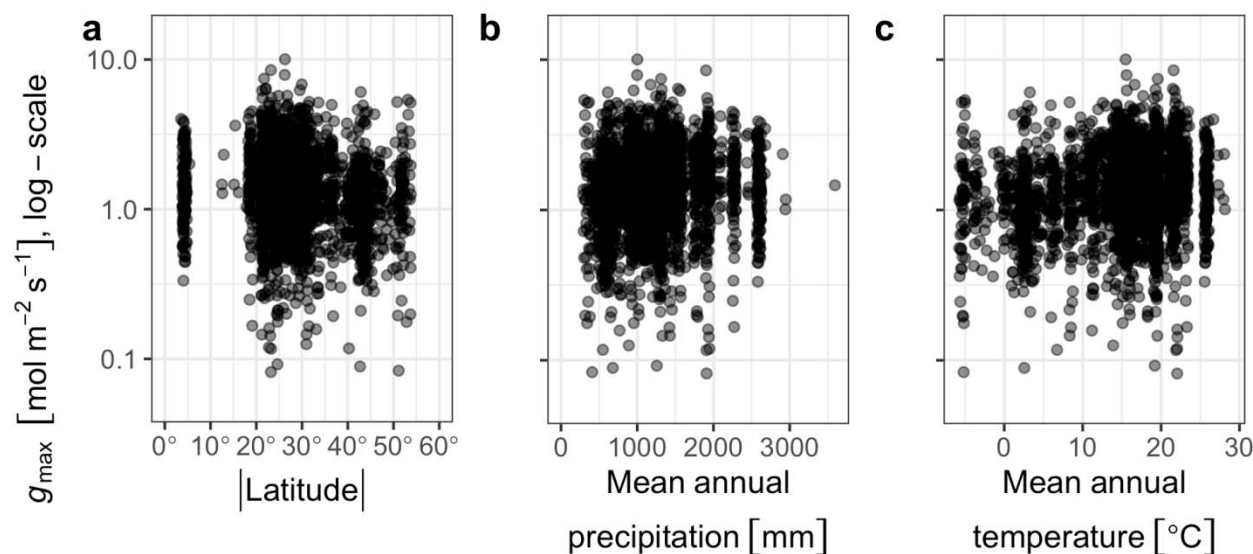 a
b
c
g_max [mol m⁻² s⁻¹], log−scale
10.0
1.0
0.1
0° 10° 20° 30° 40° 50° 60°
0 1000 2000 3000
0 10 20 30
|Latitude|
Mean annual
precipitation [mm]
Mean annual
temperature [°C]